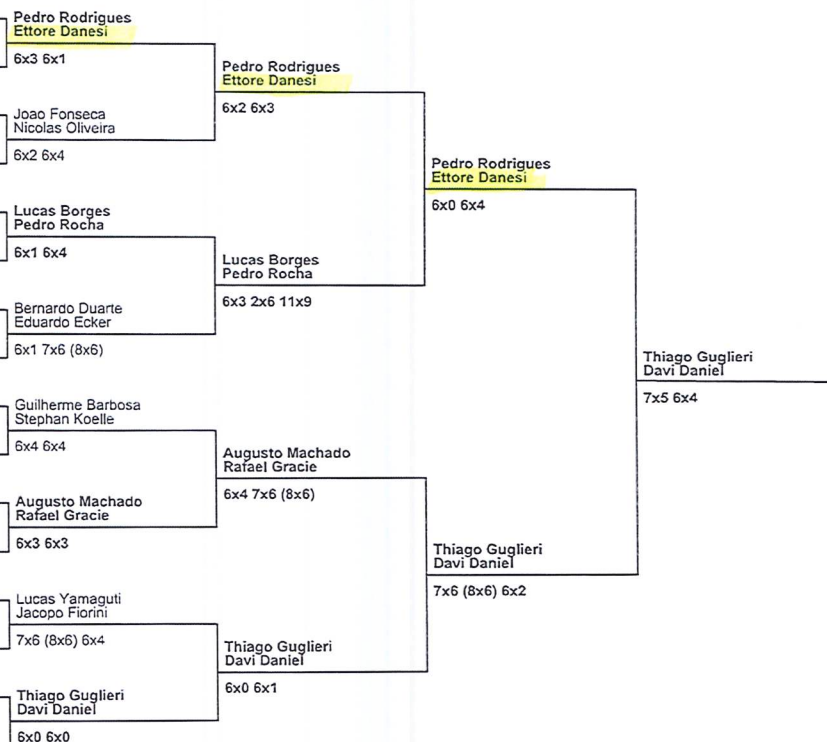 Pedro Rodrigues
Ettore Danesi
6x3 6x1
Joao Fonseca
Nicolas Oliveira
6x2 6x4
Lucas Borges
Pedro Rocha
6x1 6x4
Bernardo Duarte
Eduardo Ecker
6x1 7x6 (8x6)
Guilherme Barbosa
Stephan Koelle
6x4 6x4
Augusto Machado
Rafael Gracie
6x3 6x3
Lucas Yamaguti
Jacopo Fiorini
7x6 (8x6) 6x4
Thiago Guglieri
Davi Daniel
6x0 6x0
Pedro Rodrigues
Ettore Danesi
6x2 6x3
Lucas Borges
Pedro Rocha
6x3 2x6 11x9
Augusto Machado
Rafael Gracie
6x4 7x6 (8x6)
Thiago Guglieri
Davi Daniel
6x0 6x1
Pedro Rodrigues
Ettore Danesi
6x0 6x4
Thiago Guglieri
Davi Daniel
7x6 (8x6) 6x2
Thiago Guglieri
Davi Daniel
7x5 6x4